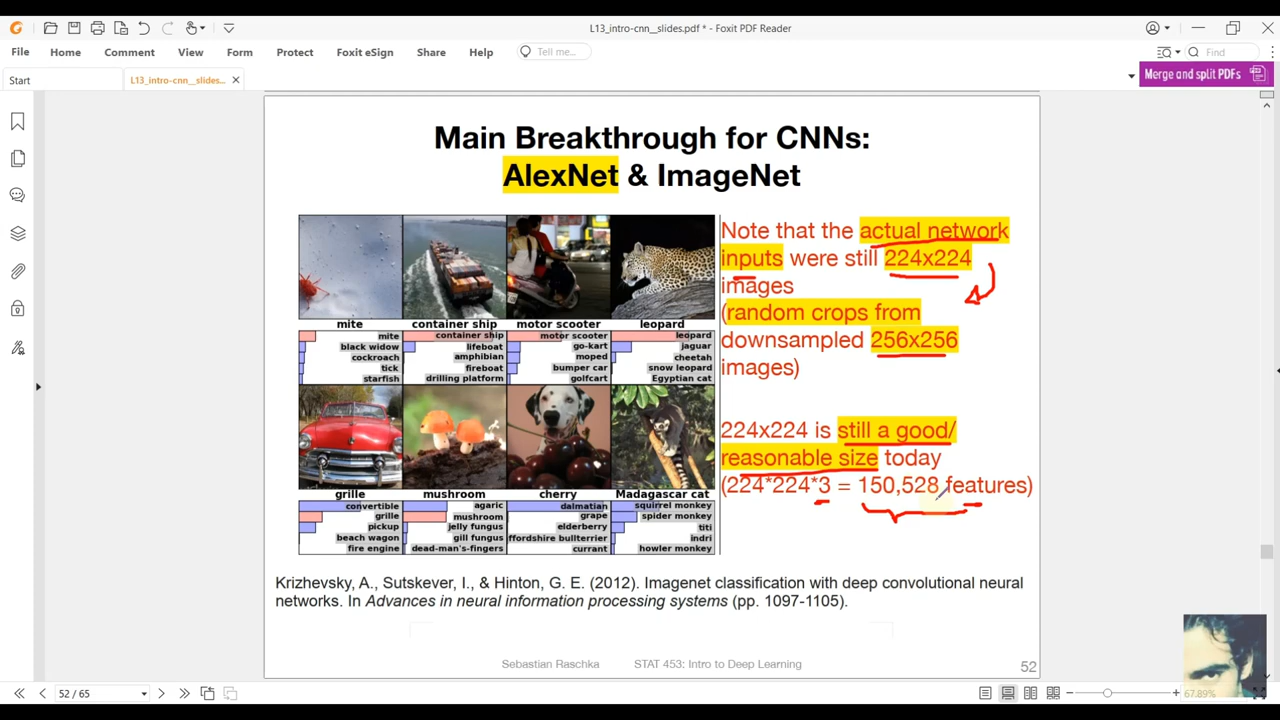 L13_intro-cnn__slides.pdf * - Foxit PDF Reader
File Home Comment View Form Protect Foxit eSign Share Help Tell me... Find
Start L13_intro-cnn__slides... Merge and split PDFs
Main Breakthrough for CNNs:
AlexNet & ImageNet
mite container ship motor scooter leopard
mite
black widow
cockroach
tick
starfish
container ship
lifeboat
amphibian
fireboat
drilling platform
motor scooter
go-kart
moped
bumper car
golfcart
leopard
jaguar
cheetah
snow leopard
Egyptian cat
grille mushroom cherry Madagascar cat
convertible
grille
pickup
beach wagon
fire engine
agaric
mushroom
jelly fungus
gill fungus
dead-man's-fingers
dalmatian
grape
elderberry
ffordshire bullterrier
currant
squirrel monkey
spider monkey
titi
indri
howler monkey
Note that the actual network
inputs were still 224x224
images
(random crops from
downsampled 256x256
images)
224x224 is still a good/
reasonable size today
(224*224*3 = 150,528 features)
Krizhevsky, A., Sutskever, I., & Hinton, G. E. (2012). Imagenet classification with deep convolutional neural
networks. In Advances in neural information processing systems (pp. 1097-1105).
Sebastian Raschka STAT 453: Intro to Deep Learning 52
52 / 65 67.89%